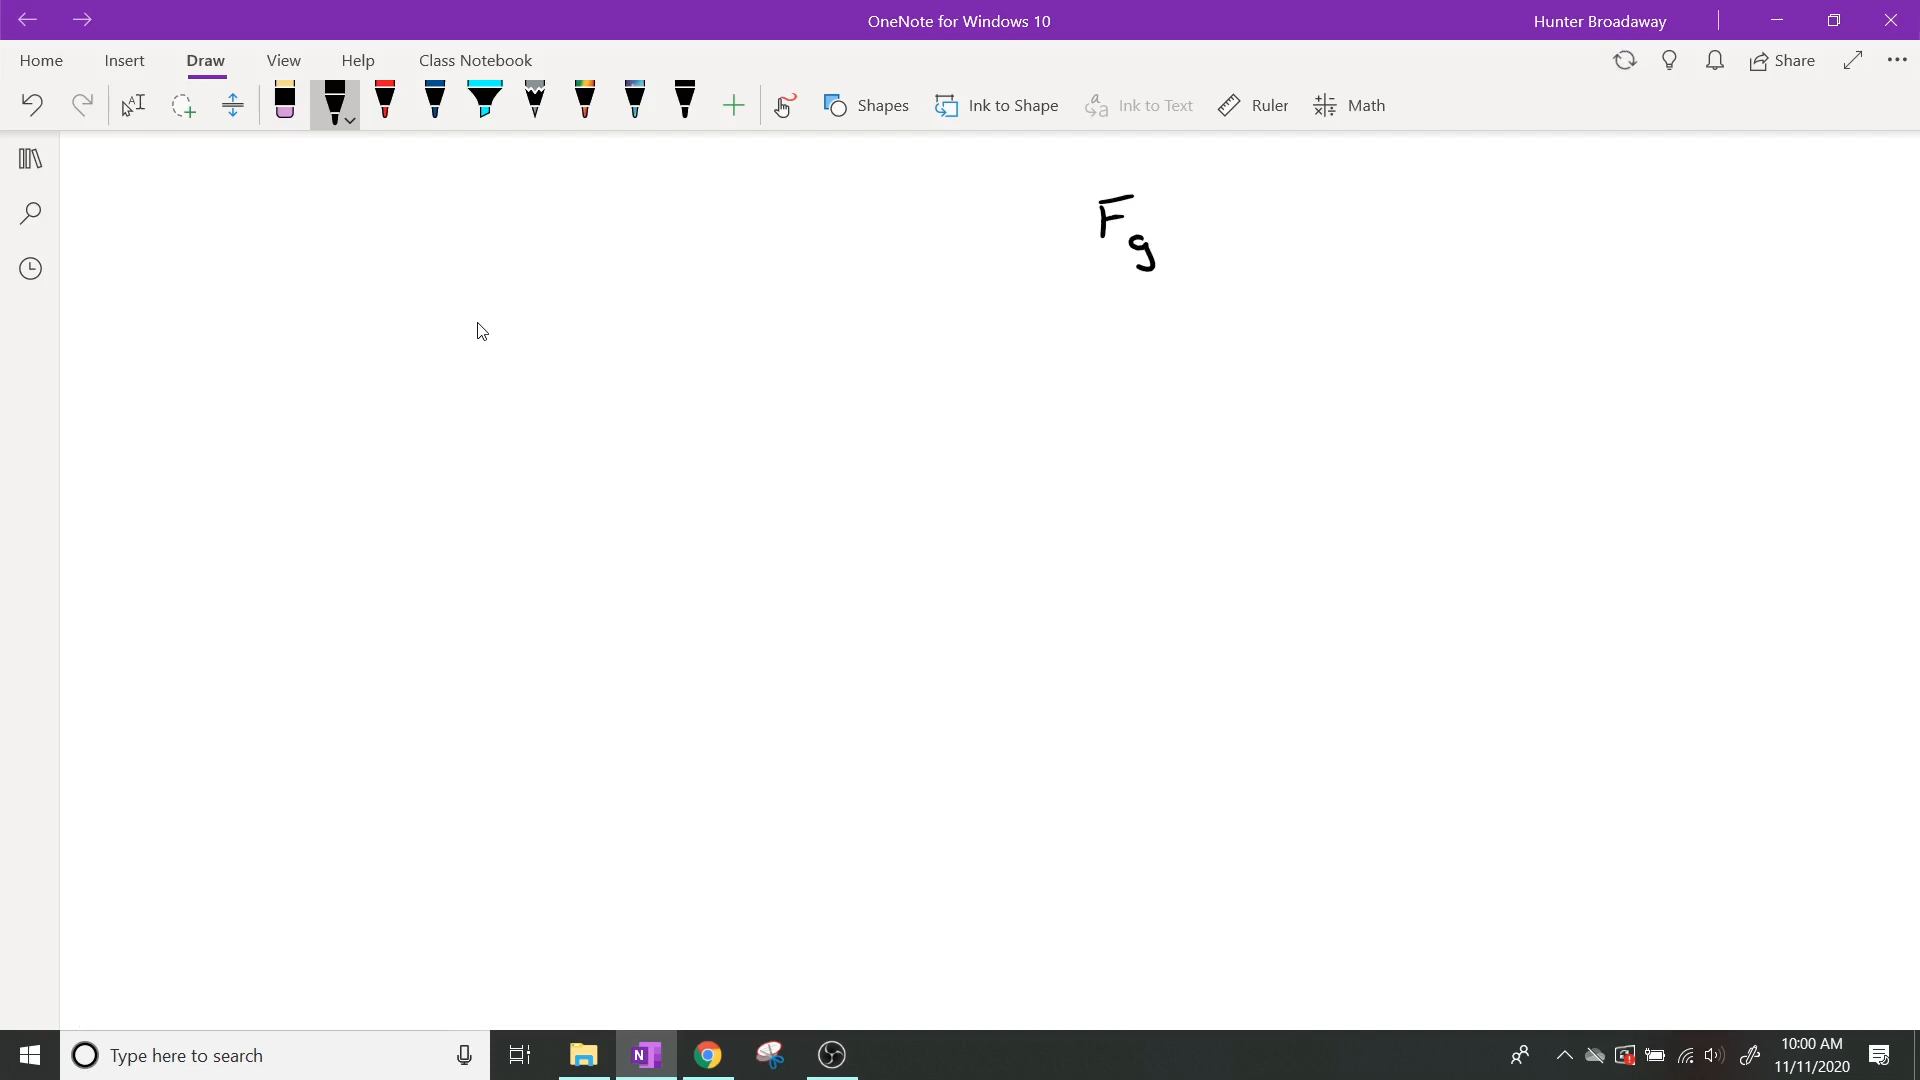 OneNote for Windows 10 Hunter Broadaway
Home Insert Draw View Help Class Notebook Share
Shapes Ink to Shape Ink to Text Ruler Math
F
g
Type here to search
10:00 AM
11/11/2020